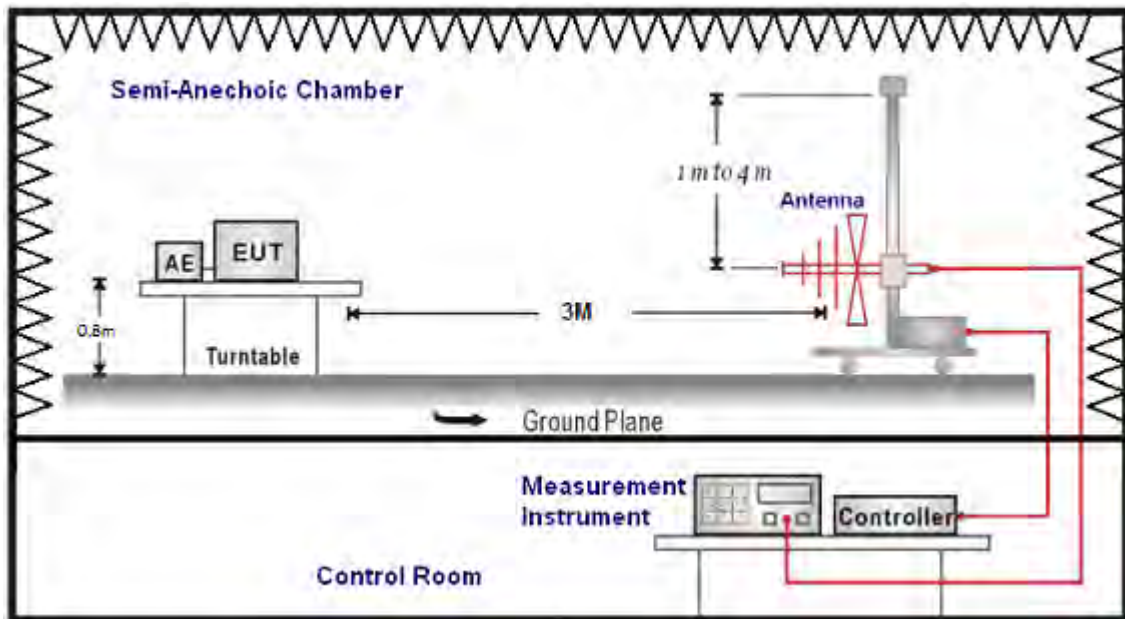 Semi-Anechoic Chamber
1 m to 4 m
Antenna
AE
EUT
0.8m
3M
Turntable
Ground Plane
Measurement
Instrument
Controller
Control Room